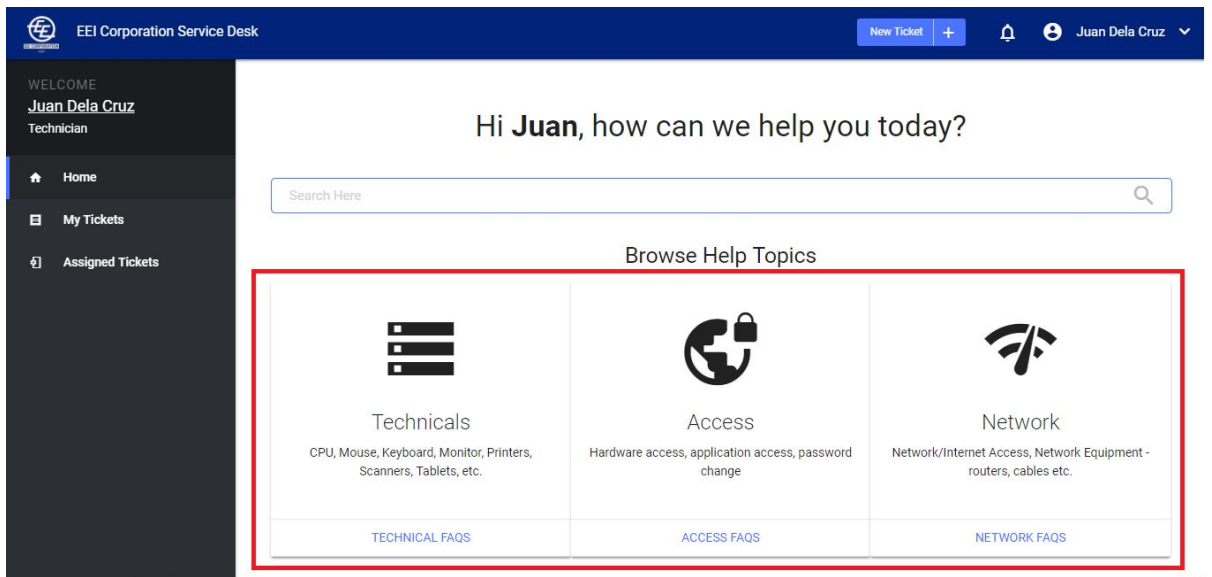 EEI Corporation Service Desk
New Ticket +
Juan Dela Cruz
WELCOME
Juan Dela Cruz
Technician
Home
My Tickets
Assigned Tickets
Hi Juan, how can we help you today?
Search Here
Browse Help Topics
Technicals
CPU, Mouse, Keyboard, Monitor, Printers,
Scanners, Tablets, etc.
TECHNICAL FAQS
Access
Hardware access, application access, password
change
ACCESS FAQS
Network
Network/Internet Access, Network Equipment -
routers, cables etc.
NETWORK FAQS